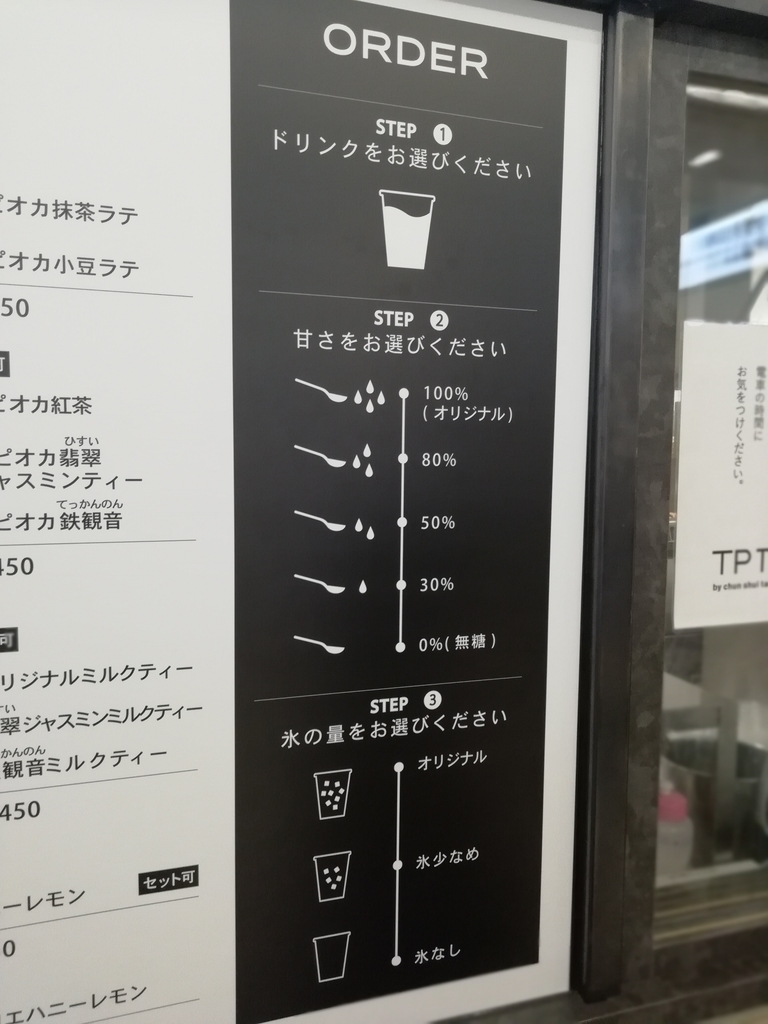 ピオカ抹茶ラテ
ピオカ小豆ラテ
50
可
ピオカ紅茶
ひすい
ピオカ翡翠
ャスミンティー
てっかんのん
ピオカ鉄観音
450
可
リジナルミルクティー
すい
翠ジャスミンミルクティー
かんのん
観音ミルクティー
450
セット可
ーレモン
0
エハニーレモン
ORDER
STEP 1
ドリンクをお選びください
STEP 2
甘さをお選びください
100%
(オリジナル)
80%
50%
30%
0%(無糖)
STEP 3
氷の量をお選びください
オリジナル
氷少なめ
氷なし
電車の時間に
お気をつけください。
TPT
by chun shui ta